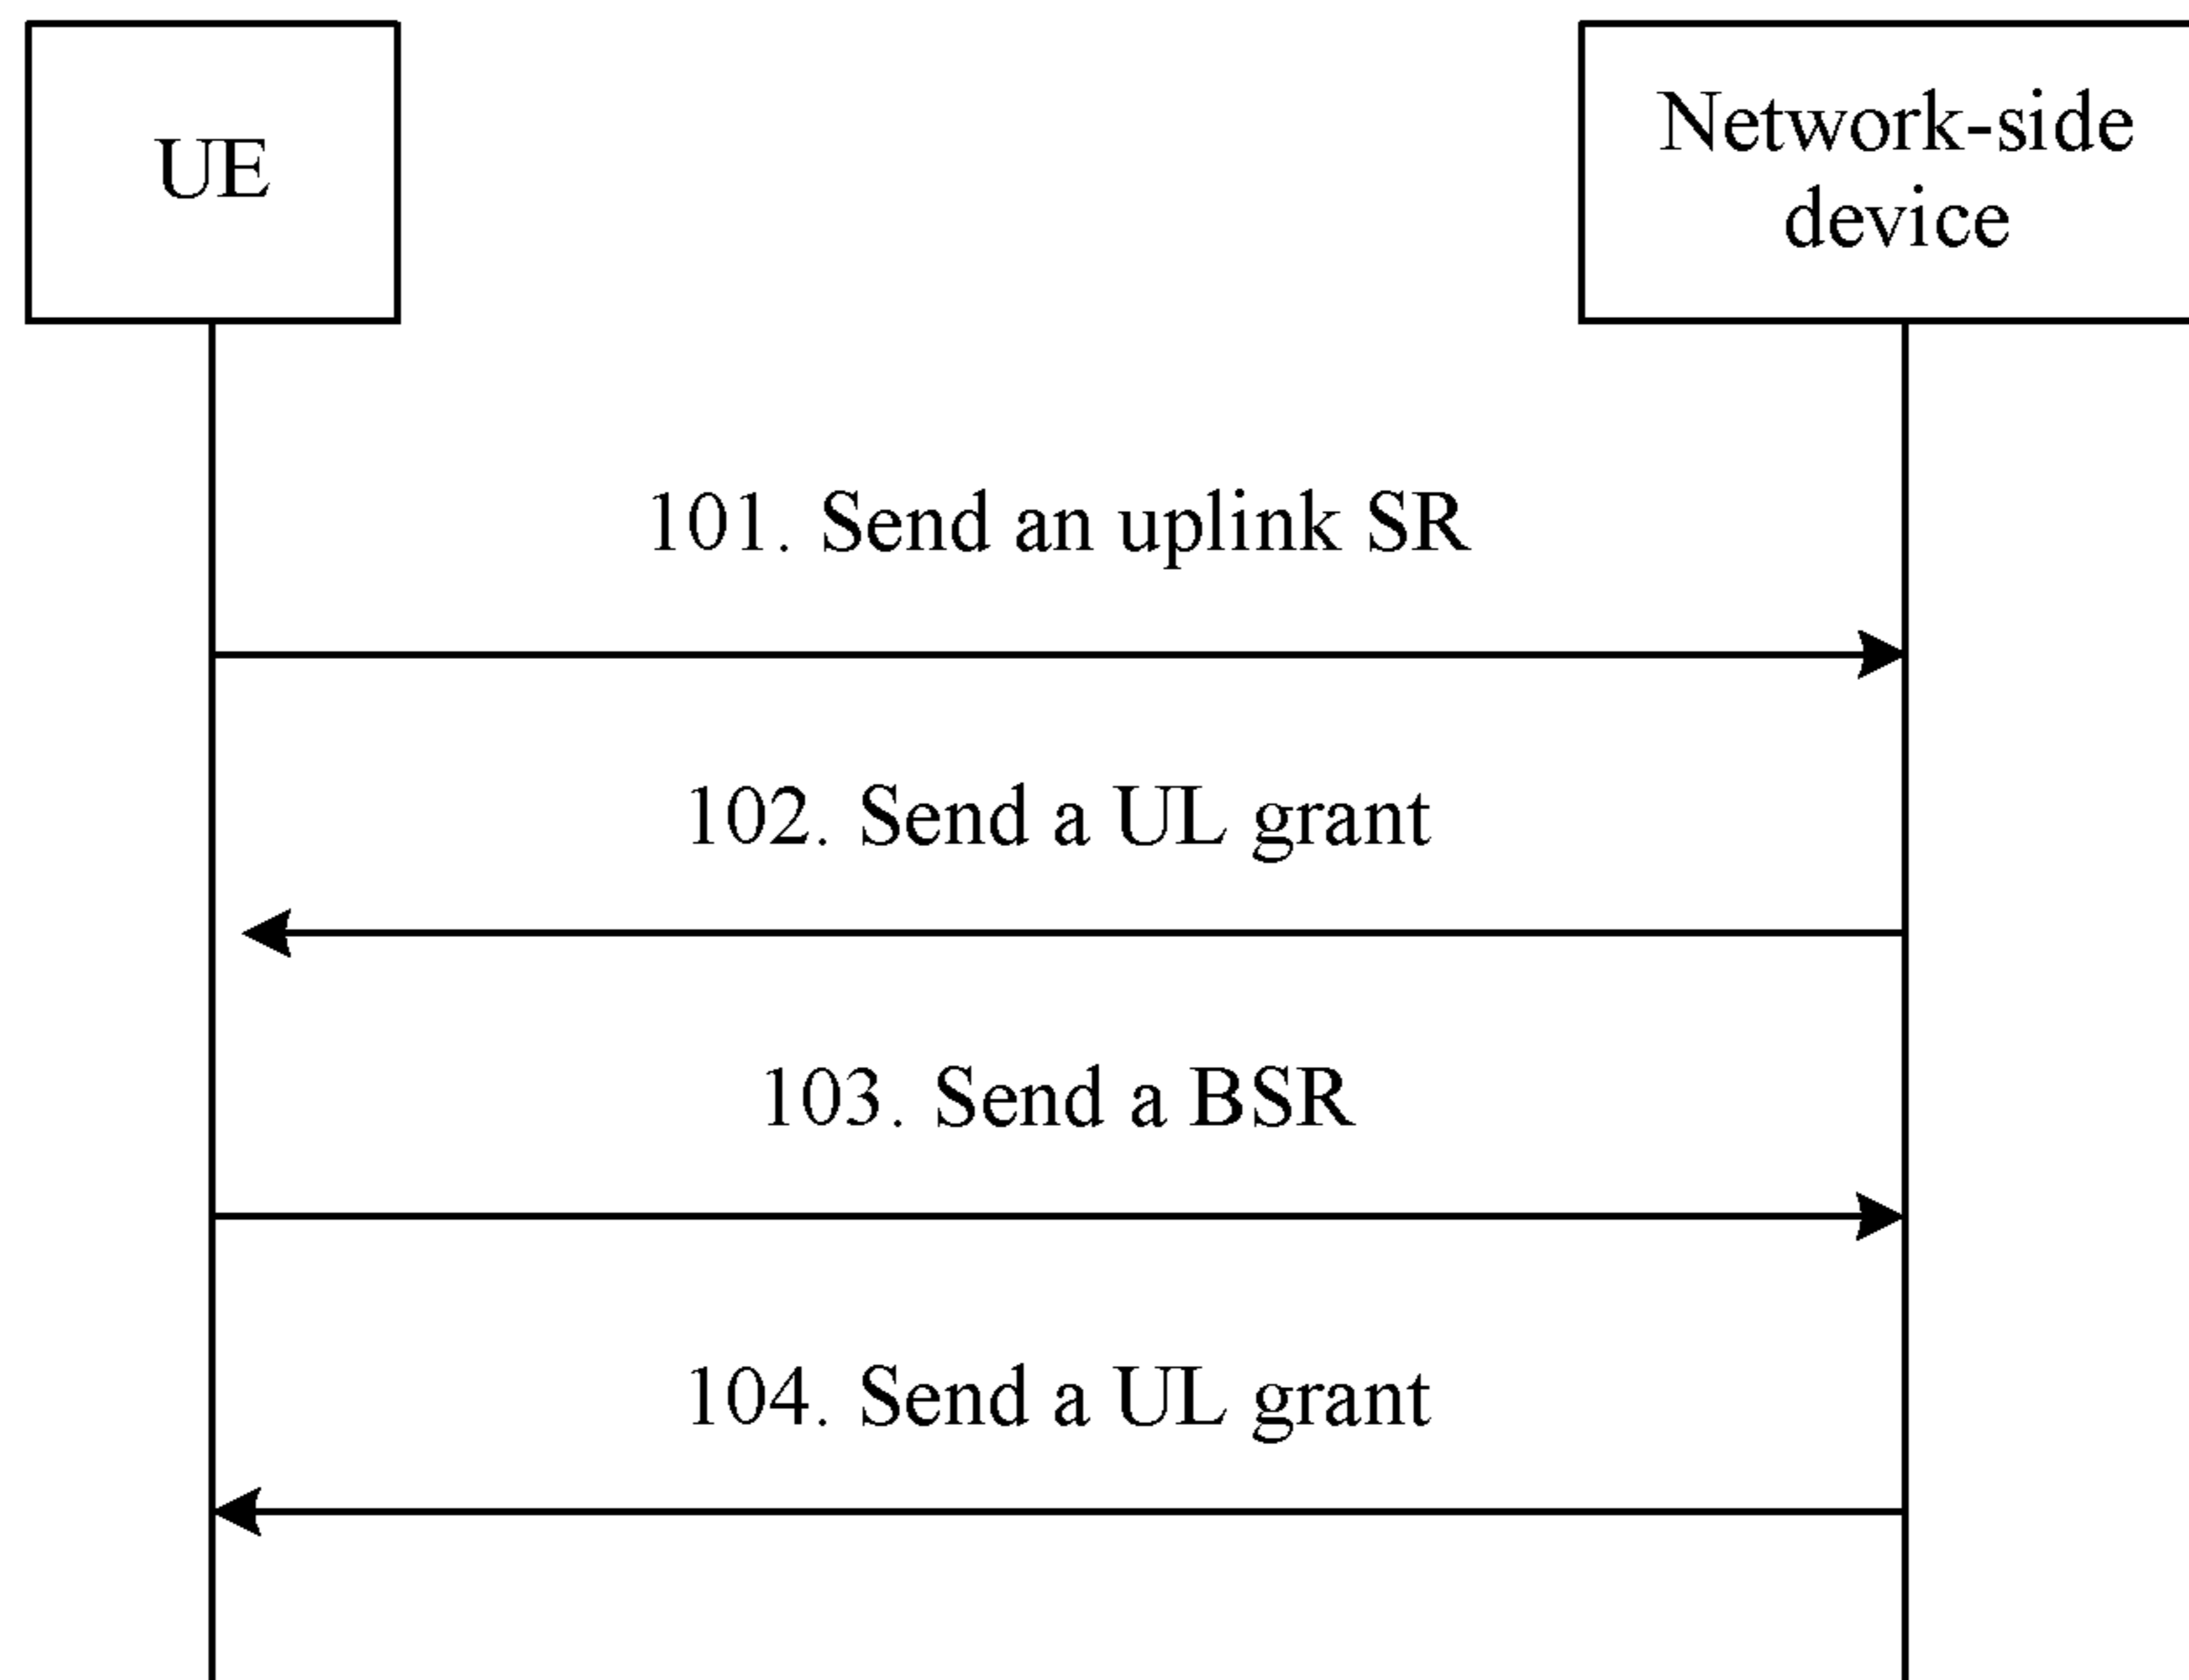 UE
Network-side
device
101. Send an uplink SR
102. Send a UL grant
103. Send a BSR
104. Send a UL grant